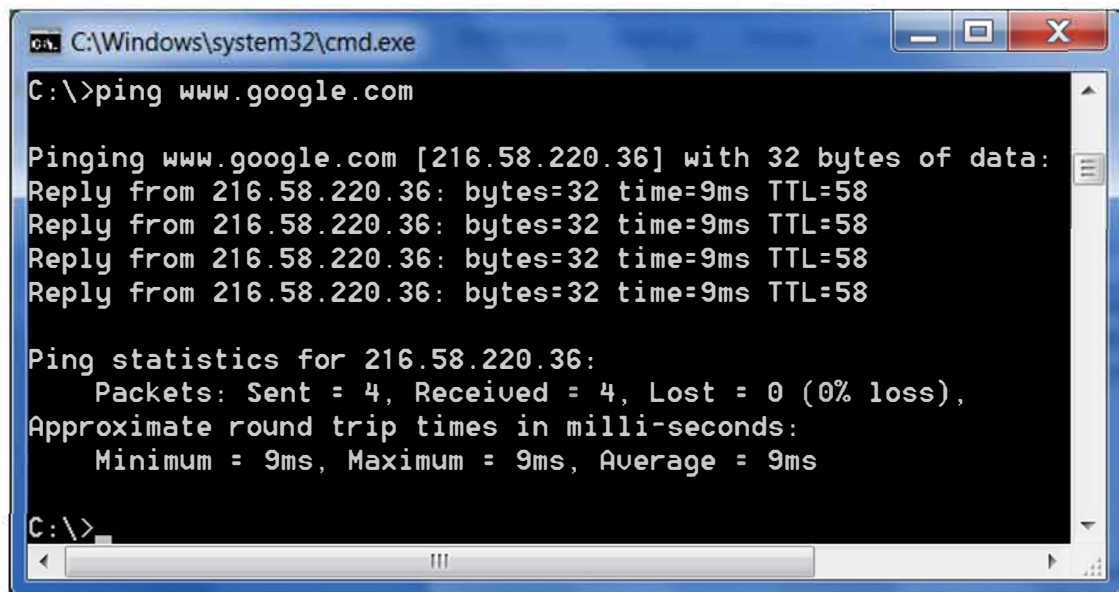 C:\Windows\system32\cmd.exe
C:\>ping www.google.com
Pinging www.google.com [216.58.220.36] with 32 bytes of data:
Reply from 216.58.220.36: bytes=32 time=9ms TTL=58
Reply from 216.58.220.36: bytes=32 time=9ms TTL=58
Reply from 216.58.220.36: bytes=32 time=9ms TTL=58
Reply from 216.58.220.36: bytes=32 time=9ms TTL=58
Ping statistics for 216.58.220.36:
Packets: Sent = 4, Received = 4, Lost = 0 (0% loss),
Approximate round trip times in milli-seconds:
Minimum = 9ms, Maximum = 9ms, Average = 9ms
C:\>_